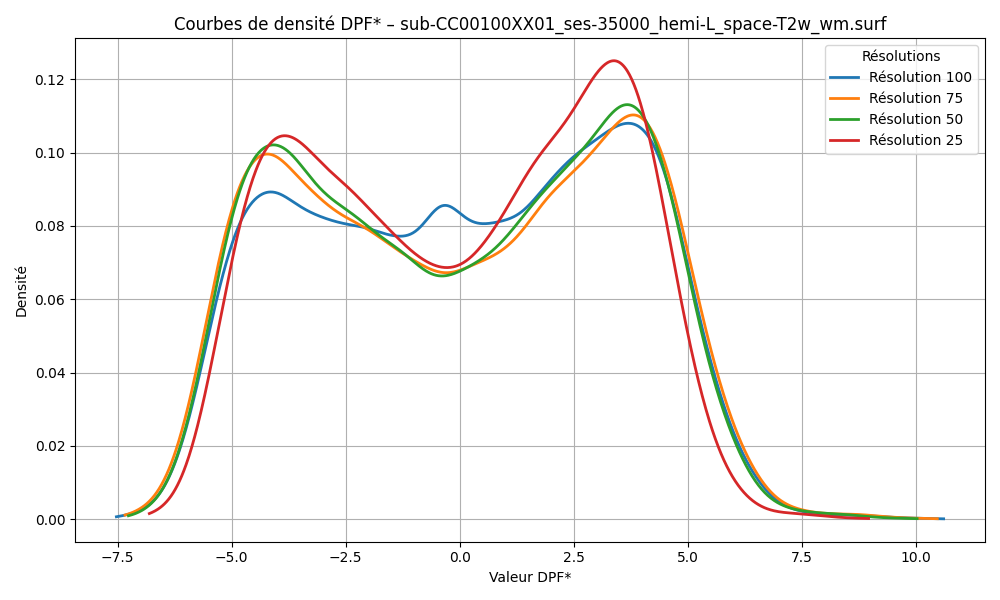 Courbes de densité DPF* – sub-CC00100XX01_ses-35000_hemi-L_space-T2w_wm.surf
Résolutions
Résolution 100
Résolution 75
Résolution 50
Résolution 25
Densité
0.12
0.10
0.08
0.06
0.04
0.02
0.00
−7.5 −5.0 −2.5 0.0 2.5 5.0 7.5 10.0
Valeur DPF*